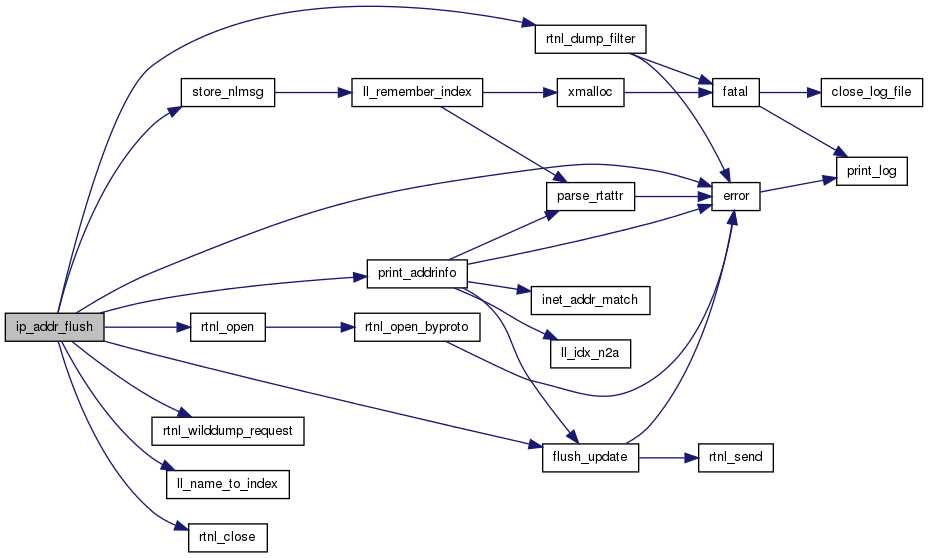 rtnl_dump_filter
store_nlmsg
ll_remember_index
xmalloc
fatal
close_log_file
print_log
parse_rtattr
error
print_addrinfo
inet_addr_match
ip_addr_flush
rtnl_open
rtnl_open_byproto
ll_idx_n2a
rtnl_wilddump_request
flush_update
rtnl_send
ll_name_to_index
rtnl_close